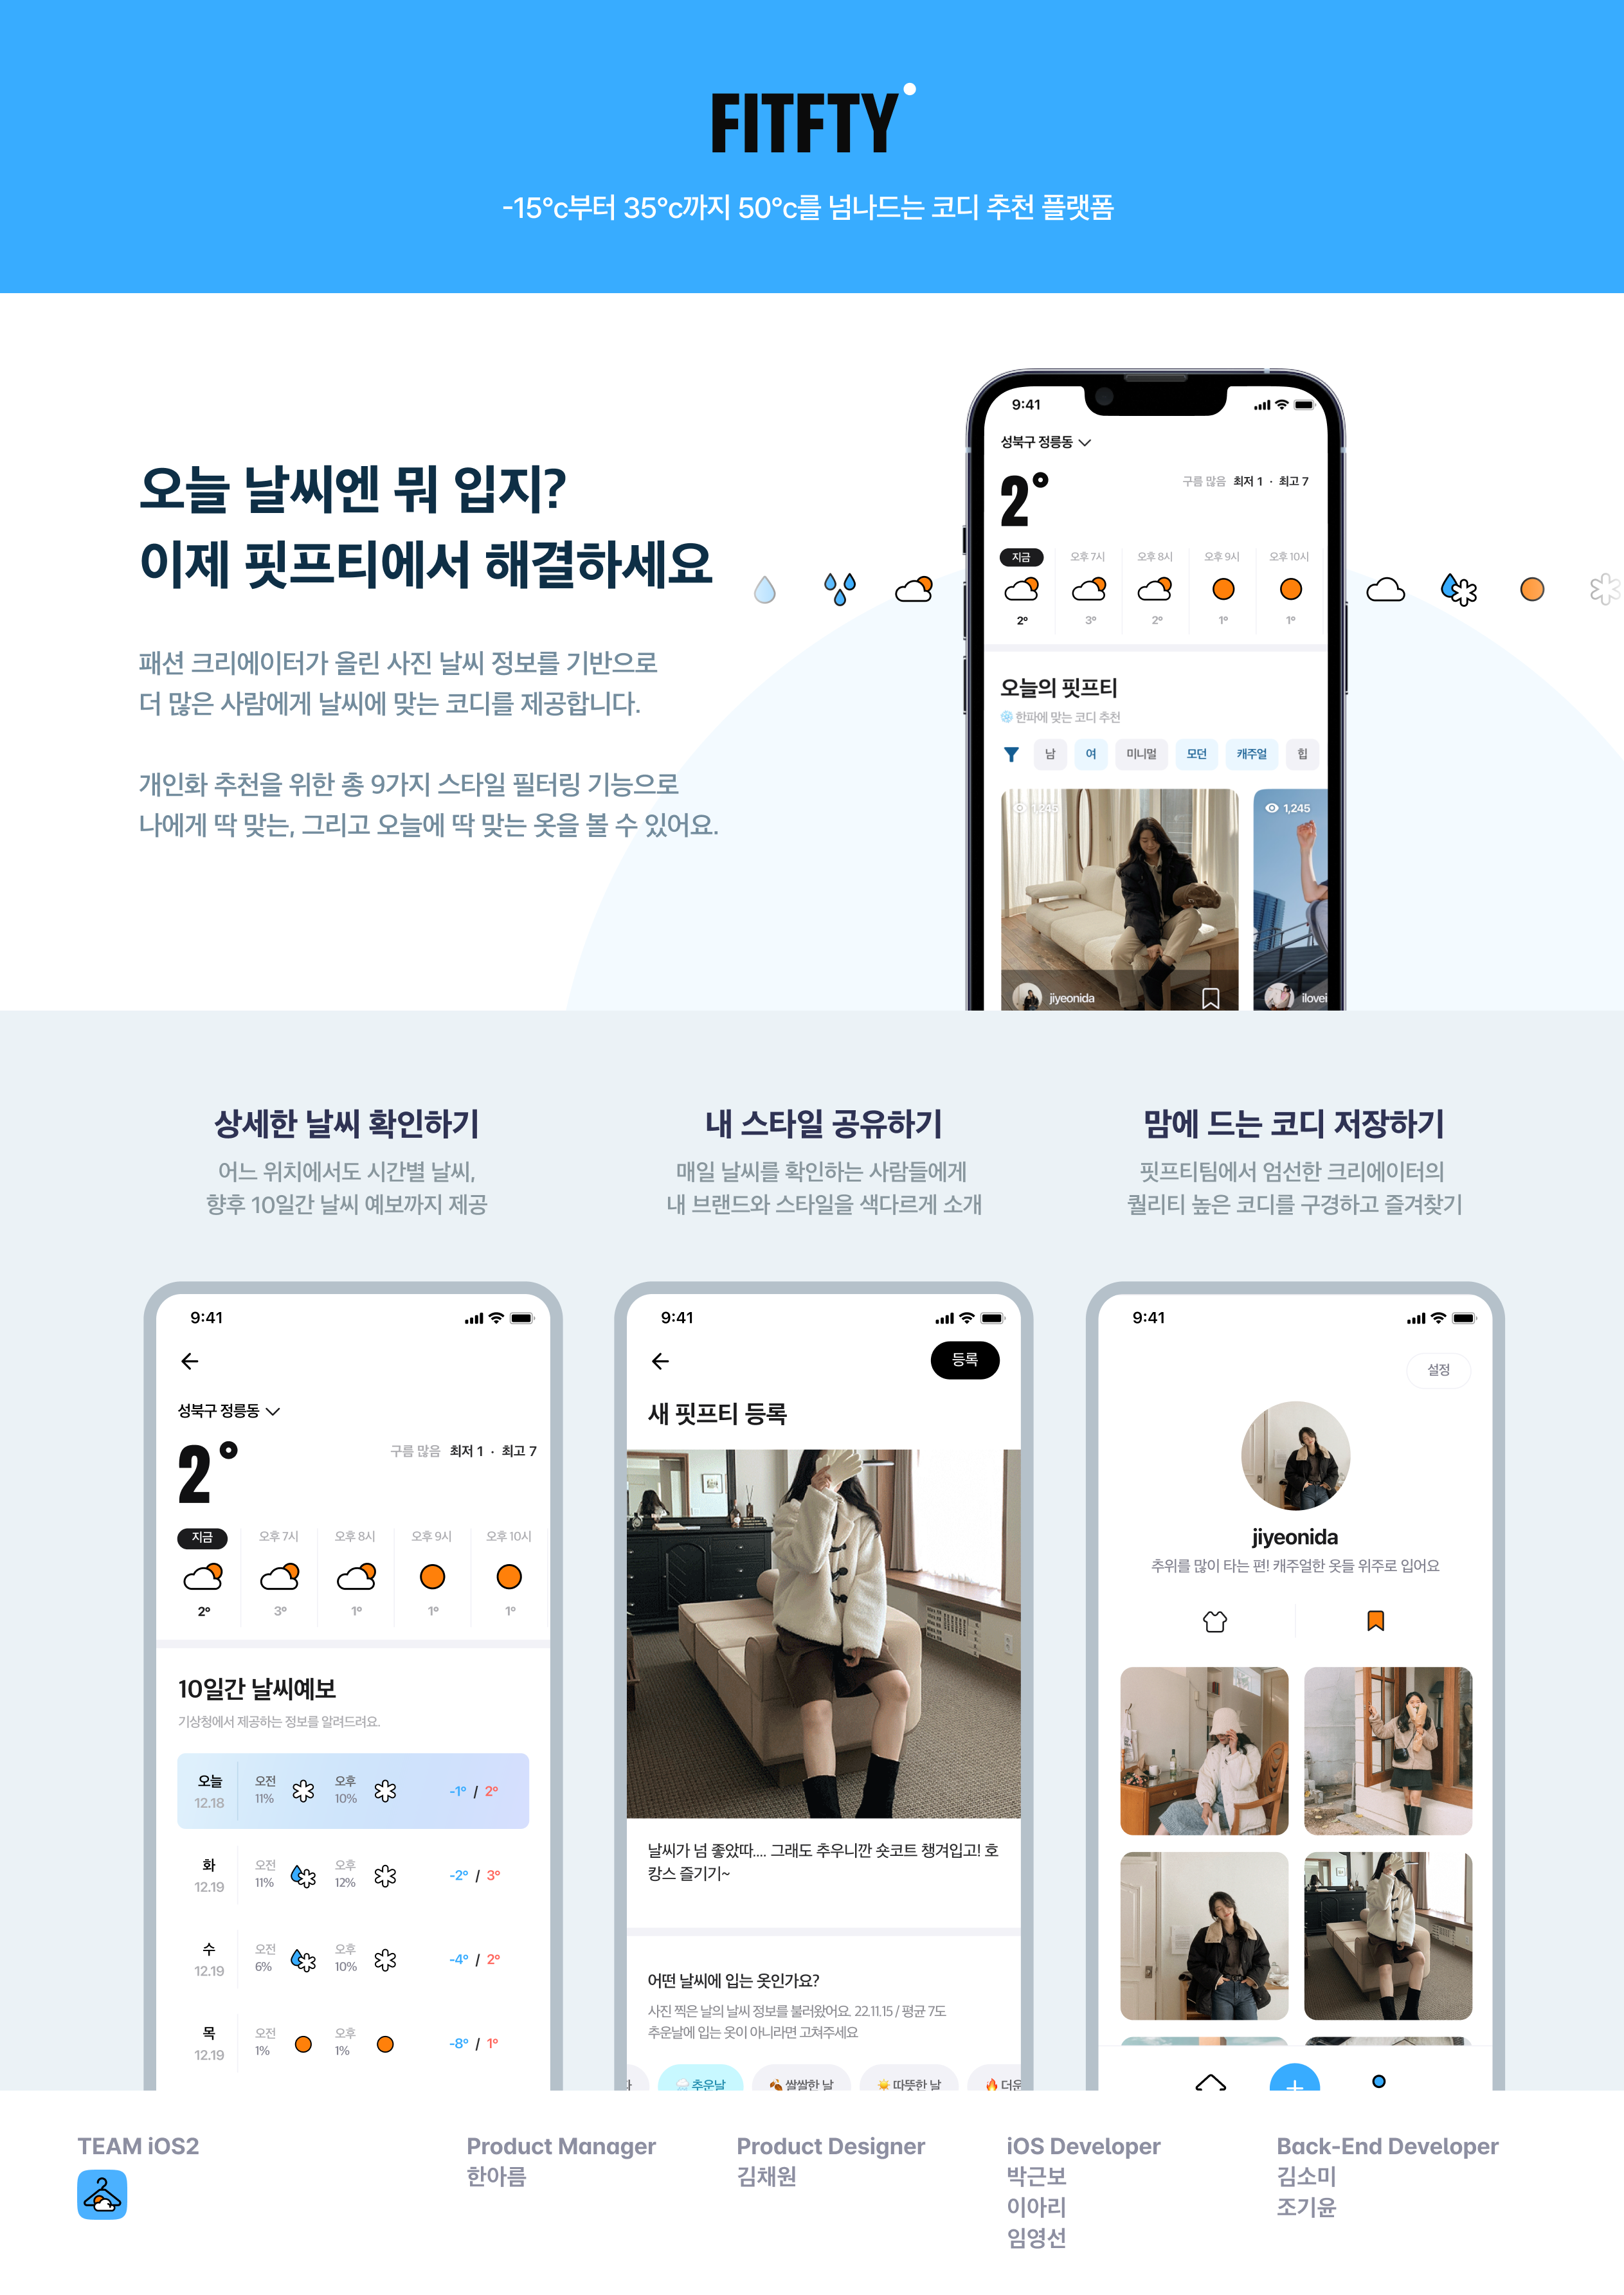 FITFTY
-15°c부터 35°c까지 50°c를 넘나드는 코디 추천 플랫폼
오늘 날씨엔 뭐 입지?
이제 핏프티에서 해결하세요
패션 크리에이터가 올린 사진 날씨 정보를 기반으로
더 많은 사람에게 날씨에 맞는 코디를 제공합니다.
개인화 추천을 위한 총 9가지 스타일 필터링 기능으로
나에게 딱 맞는, 그리고 오늘에 딱 맞는 옷을 볼 수 있어요.
9:41
성북구 정릉동
2°
구름 많음 최저 1 · 최고 7
지금 오후 7시 오후 8시 오후 9시 오후 10시
2° 3° 2° 1° 1°
오늘의 핏프티
한파에 맞는 코디 추천
남 여 미니멀 모던 캐주얼 힙
1,245 1,245
jiyeonida ilovei
상세한 날씨 확인하기
어느 위치에서도 시간별 날씨,
향후 10일간 날씨 예보까지 제공
9:41
성북구 정릉동
2°
구름 많음 최저 1 · 최고 7
지금 오후 7시 오후 8시 오후 9시 오후 10시
2° 3° 1° 1° 1°
10일간 날씨예보
기상청에서 제공하는 정보를 알려드려요.
오늘 오전 오후 -1° / 2°
12.18 11% 10%
화 오전 오후 -2° / 3°
12.19 11% 12%
수 오전 오후 -4° / 2°
12.19 6% 10%
목 오전 오후 -8° / 1°
12.19 1% 1%
내 스타일 공유하기
매일 날씨를 확인하는 사람들에게
내 브랜드와 스타일을 색다르게 소개
9:41
등록
새 핏프티 등록
날씨가 넘 좋았따.... 그래도 추우니깐 숏코트 챙겨입고! 호
캉스 즐기기~
어떤 날씨에 입는 옷인가요?
사진 찍은 날의 날씨 정보를 불러왔어요. 22.11.15 / 평균 7도
추운날에 입는 옷이 아니라면 고쳐주세요
추운날 쌀쌀한 날 따뜻한 날 더운
맘에 드는 코디 저장하기
핏프티팀에서 엄선한 크리에이터의
퀄리티 높은 코디를 구경하고 즐겨찾기
9:41
설정
jiyeonida
추위를 많이 타는 편! 캐주얼한 옷들 위주로 입어요
TEAM iOS2
Product Manager
한아름
Product Designer
김채원
iOS Developer
박근보
이아리
임영선
Back-End Developer
김소미
조기윤